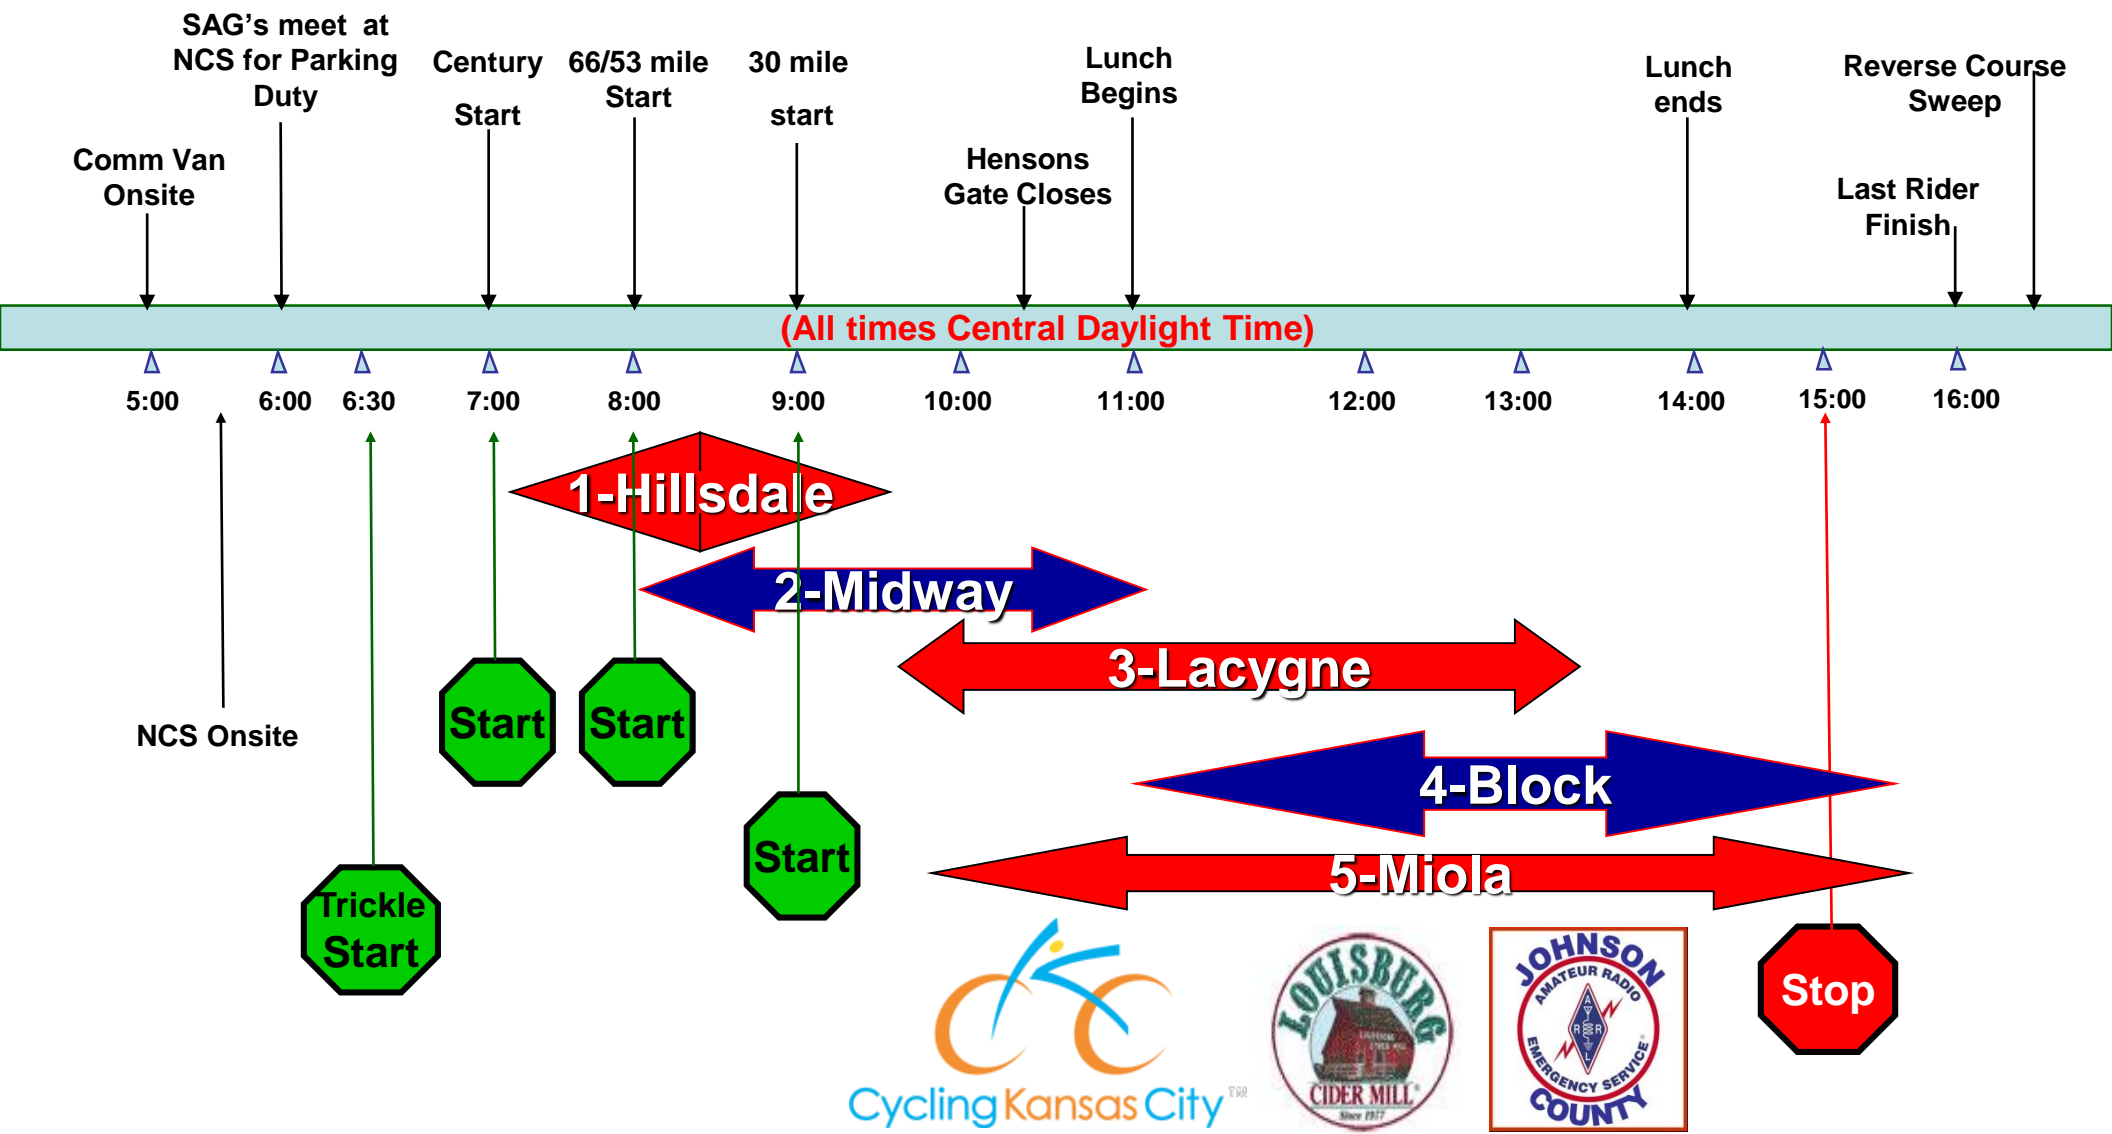 SAG’s meet at
NCS for Parking
Duty
Century
Start
66/53 mile
Start
30 mile
start
Lunch
Begins
Lunch
ends
Reverse Course
Sweep
Comm Van
Onsite
Hensons
Gate Closes
Last Rider
Finish
(All times Central Daylight Time)
5:00 6:00 6:30 7:00 8:00 9:00 10:00 11:00 12:00 13:00 14:00 15:00 16:00
1-Hillsdale
2-Midway
3-Lacygne
NCS Onsite
Start
Start
4-Block
Start
5-Miola
Trickle
Start
Stop
Cycling Kansas City ™
LOUISBURG
CIDER MILL
Since 1977
JOHNSON
AMATEUR RADIO
A
R R
L
EMERGENCY SERVICE
COUNTY